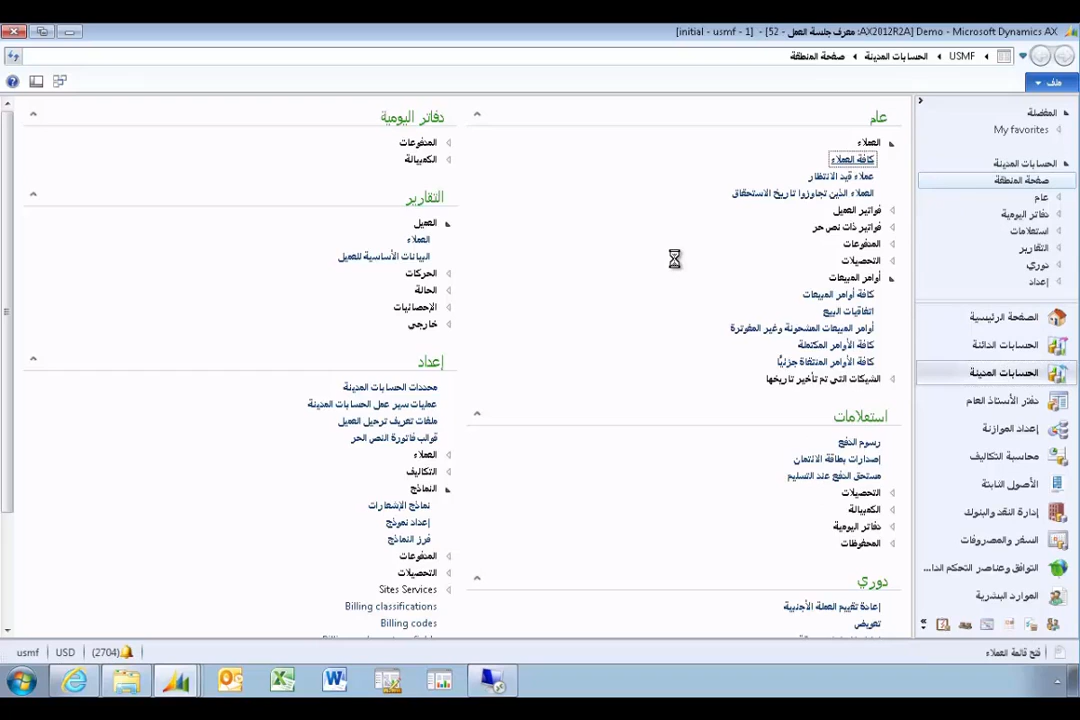 [initial - usmf - 1] - [52 - معرف جلسة العمل :AX2012R2A] Demo - Microsoft Dynamics AX
USMF ◂ الحسابات المدينة ◂ صفحة المنطقة
ملف
المفضلة
My favorites
الحسابات المدينة
صفحة المنطقة
عام
دفاتر اليومية
استعلامات
التقارير
دوري
إعداد
الصفحة الرئيسية
الحسابات الدائنة
الحسابات المدينة
دفتر الأستاذ العام
إعداد الموازنة
محاسبة التكاليف
الأصول الثابتة
إدارة النقد والبنوك
السفر والمصروفات
التوافق وعناصر التحكم الدا...
الموارد البشرية
عام
العملاء
كافة العملاء
عملاء قيد الانتظار
العملاء الذين تجاوزوا تاريخ الاستحقاق
فواتير العميل
فواتير ذات نص حر
المدفوعات
التحصيلات
أوامر المبيعات
كافة أوامر المبيعات
اتفاقيات البيع
أوامر المبيعات المشحونة وغير المفوترة
كافة الأوامر المكتملة
كافة الأوامر المنتقاة جزئيًا
الشيكات التي تم تأخير تاريخها
استعلامات
رسوم الدفع
إصدارات بطاقة الائتمان
مستحق الدفع عند التسليم
التحصيلات
الكمبيالة
دفاتر اليومية
المحفوظات
دوري
إعادة تقييم العملة الأجنبية
تعريض
دفاتر اليومية
المدفوعات
الكمبيالة
التقارير
العميل
العملاء
البيانات الأساسية للعميل
الحركات
الحالة
الإحصائيات
خارجي
إعداد
محددات الحسابات المدينة
عمليات سير عمل الحسابات المدينة
ملفات تعريف ترحيل العميل
قوالب فاتورة النص الحر
العملاء
التكاليف
النماذج
نماذج الإشعارات
إعداد نموذج
فرز النماذج
المدفوعات
التحصيلات
Sites Services
Billing classifications
Billing codes
فتح قائمة العملاء
usmf USD (2704)